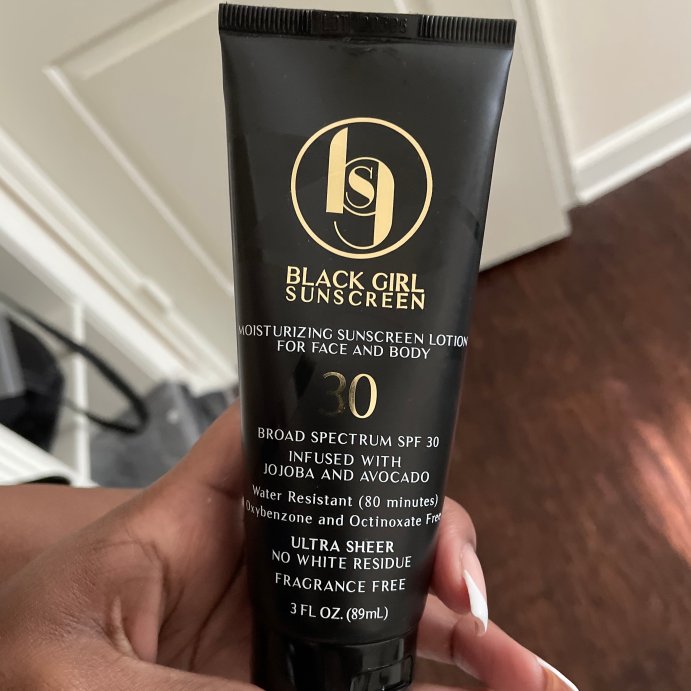 bgs
BLACK GIRL
SUNSCREEN
MOISTURIZING SUNSCREEN LOTION
FOR FACE AND BODY
30
BROAD SPECTRUM SPF 30
INFUSED WITH
JOJOBA AND AVOCADO
Water Resistant (80 minutes)
Oxybenzone and Octinoxate Free
ULTRA SHEER
NO WHITE RESIDUE
FRAGRANCE FREE
3 FL OZ. (89mL)